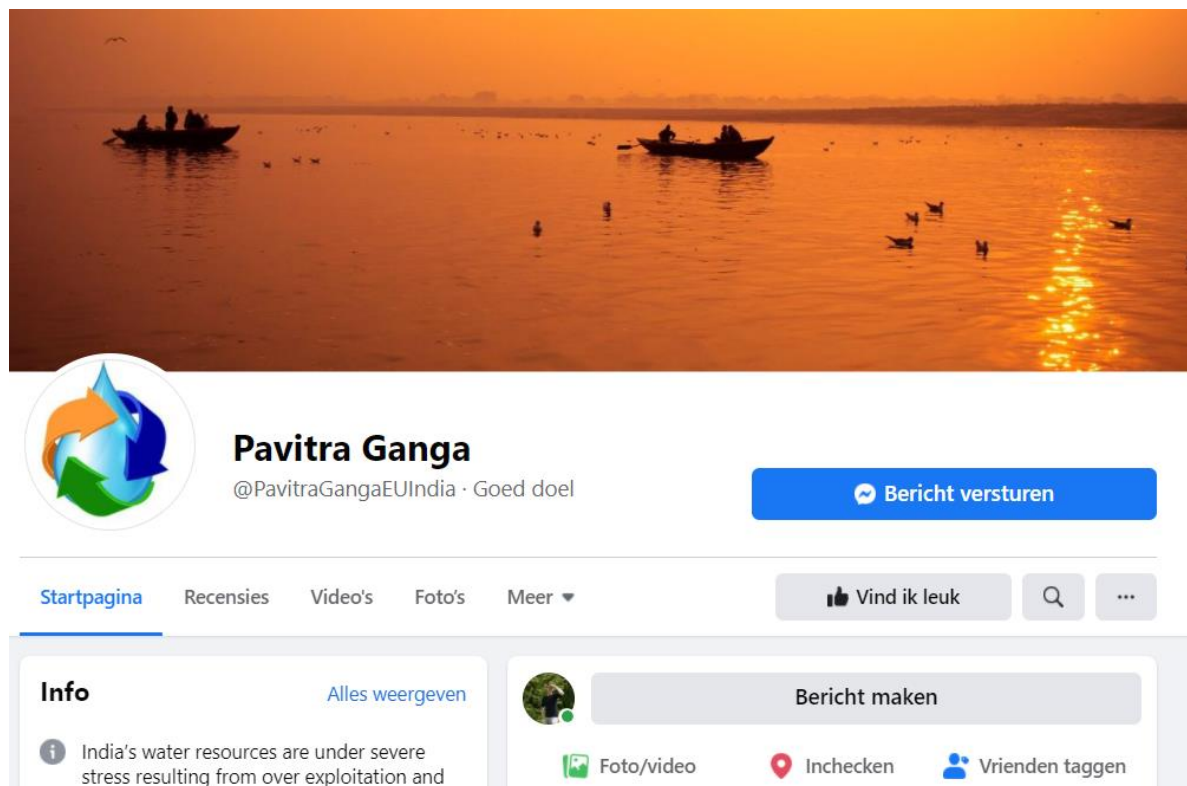 Pavitra Ganga
@PavitraGangaEUIndia · Goed doel
Bericht versturen
Startpagina
Recensies
Video's
Foto's
Meer
Vind ik leuk
Info
Alles weergeven
India's water resources are under severe
stress resulting from over exploitation and
Bericht maken
Foto/video
Inchecken
Vrienden taggen